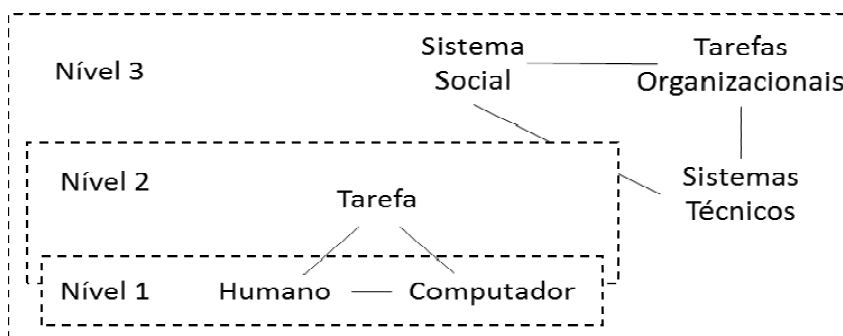 Sistema
Social
Tarefas
Organizacionais
Nível 3
Nível 2
Tarefa
Sistemas
Técnicos
Nível 1
Humano
Computador